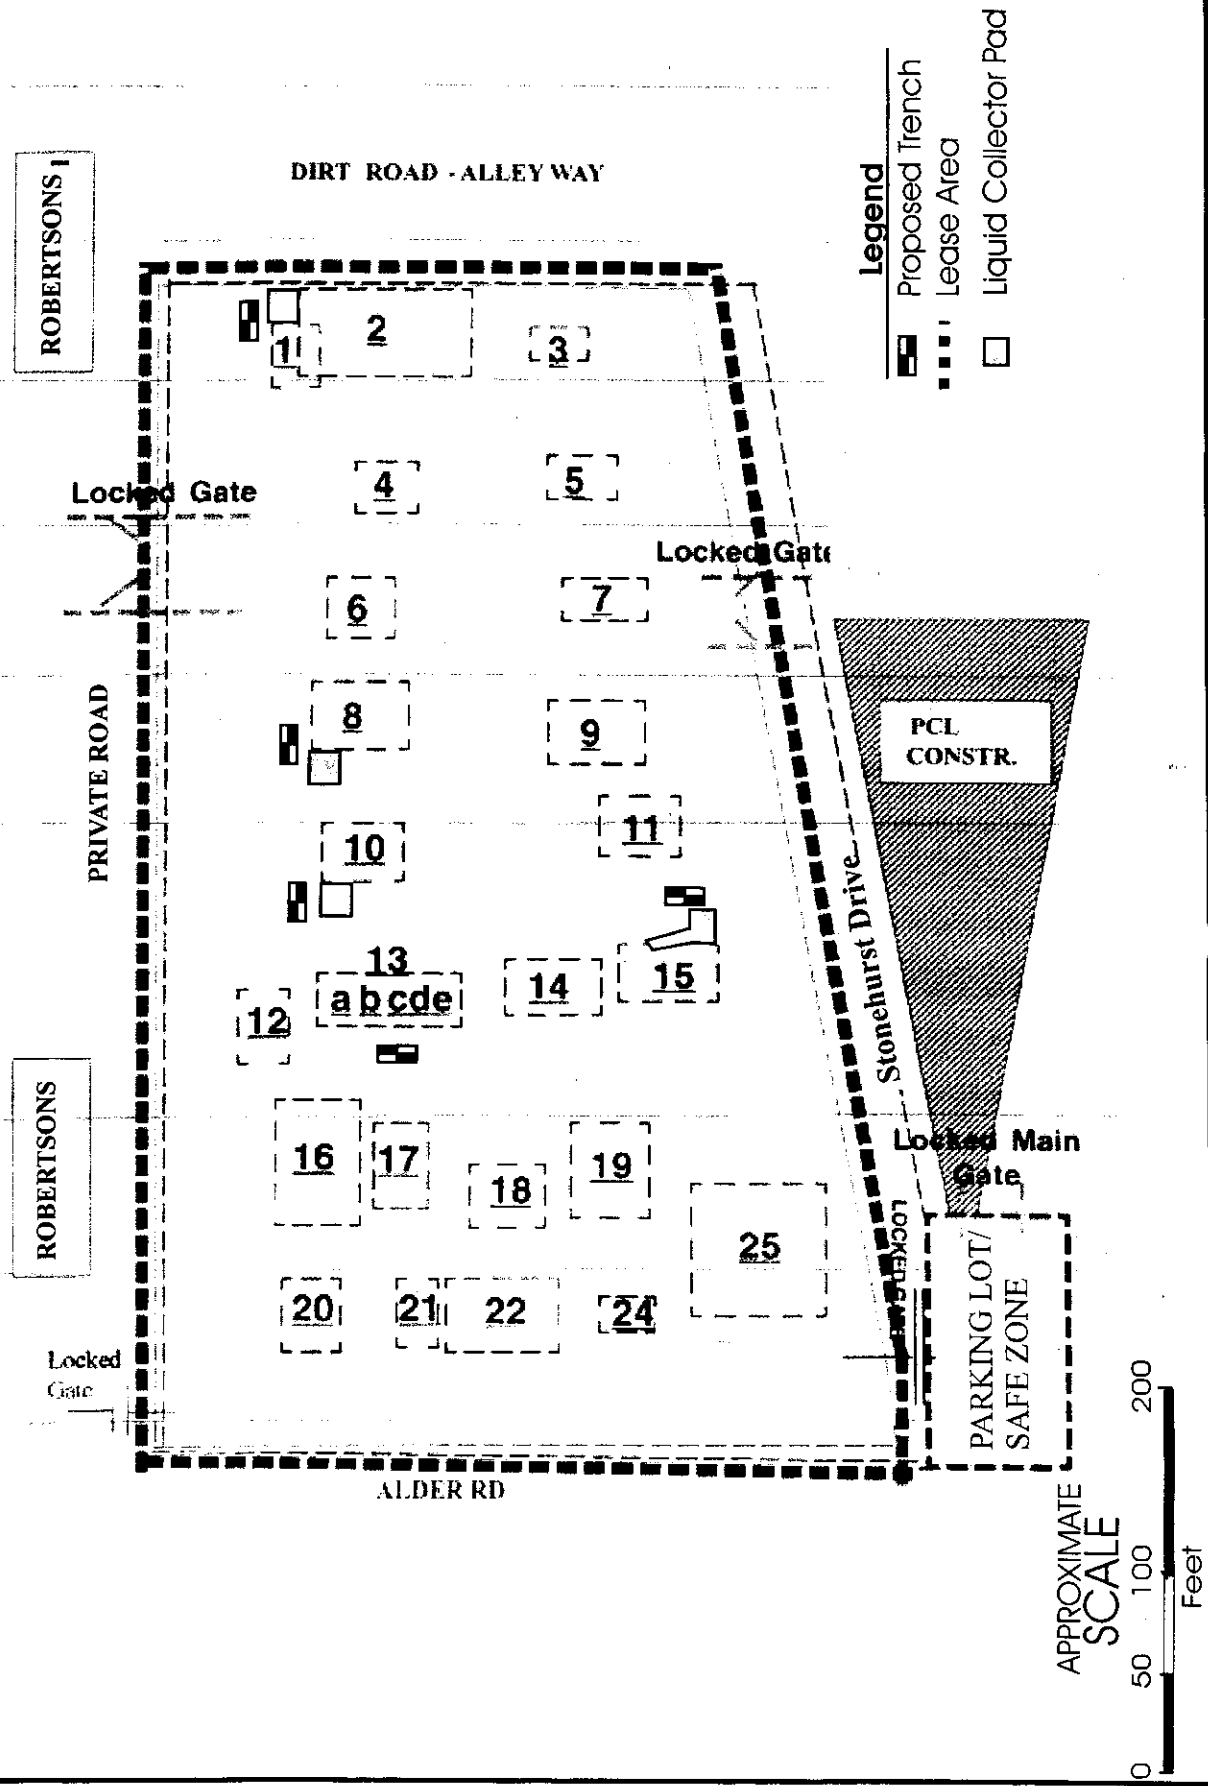 ROBERTSONS
DIRT ROAD - ALLEY WAY
Legend
Proposed Trench
Lease Area
Liquid Collector Pad
1
2
3
Locked Gate
4
5
Locked Gate
6
7
PRIVATE ROAD
8
9
PCL
CONSTR.
10
11
Stonehurst Drive
13
a b c d e
12
14
15
ROBERTSONS
16
17
18
19
Locked Main
Gate
LOCKED GATE
25
20
21
22
24
PARKING LOT/
SAFE ZONE
Locked
Gate
ALDER RD
APPROXIMATE
SCALE
0 50 100 200
Feet